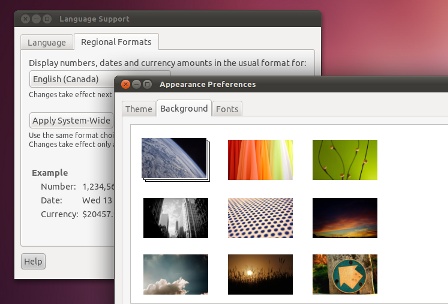 Language Support
Language
Regional Formats
Display numbers, dates and currency amounts in the usual format for:
English (Canada)
Changes take effect next
Apply System-Wide
Use the same format choi
Changes take effect only
Example
Number: 1,234,56
Date: Wed 13
Currency: $20457.
Help
Appearance Preferences
Theme
Background
Fonts